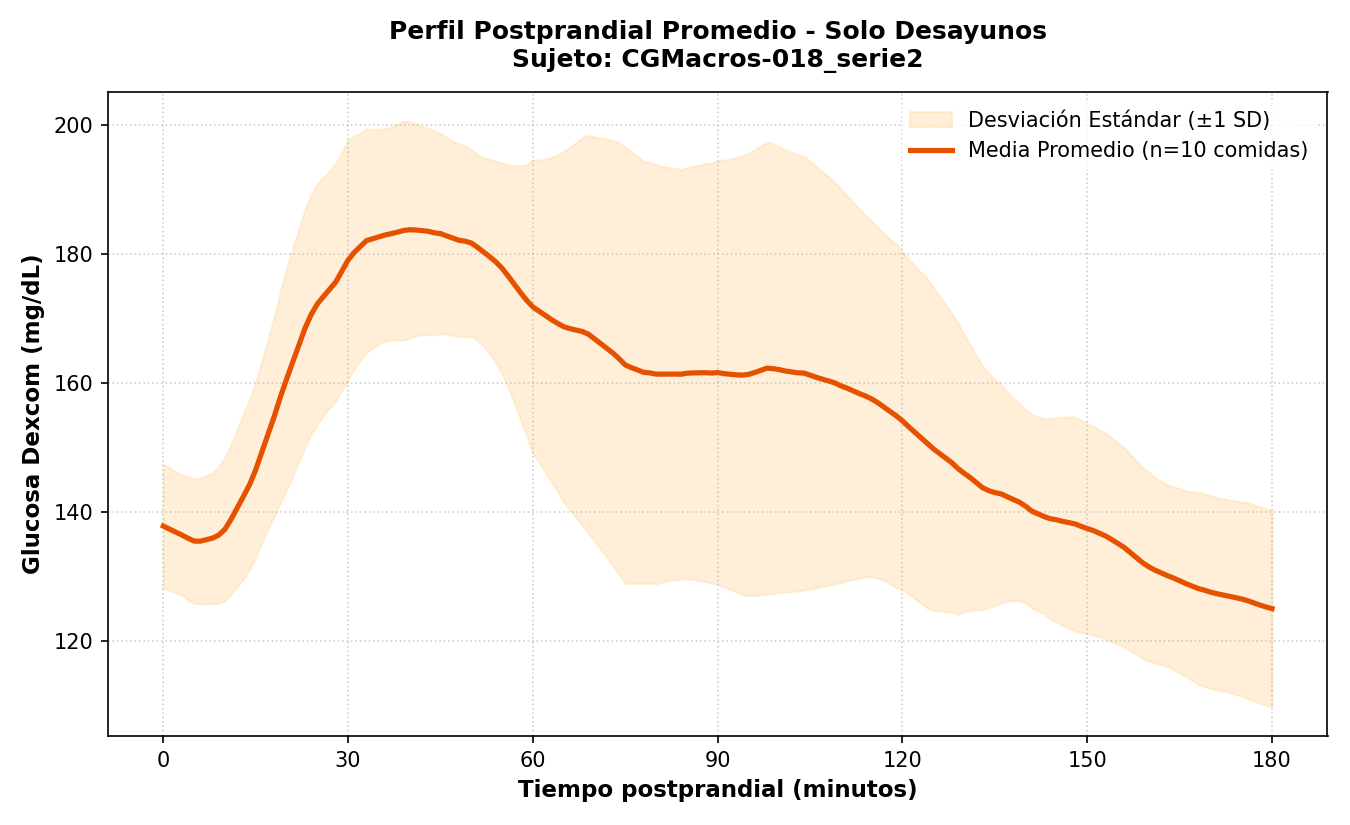 Perfil Postprandial Promedio - Solo Desayunos
Sujeto: CGMacros-018_serie2
Desviación Estándar (±1 SD)
Media Promedio (n=10 comidas)
Glucosa Dexcom (mg/dL)
200
180
160
140
120
0 30 60 90 120 150 180
Tiempo postprandial (minutos)